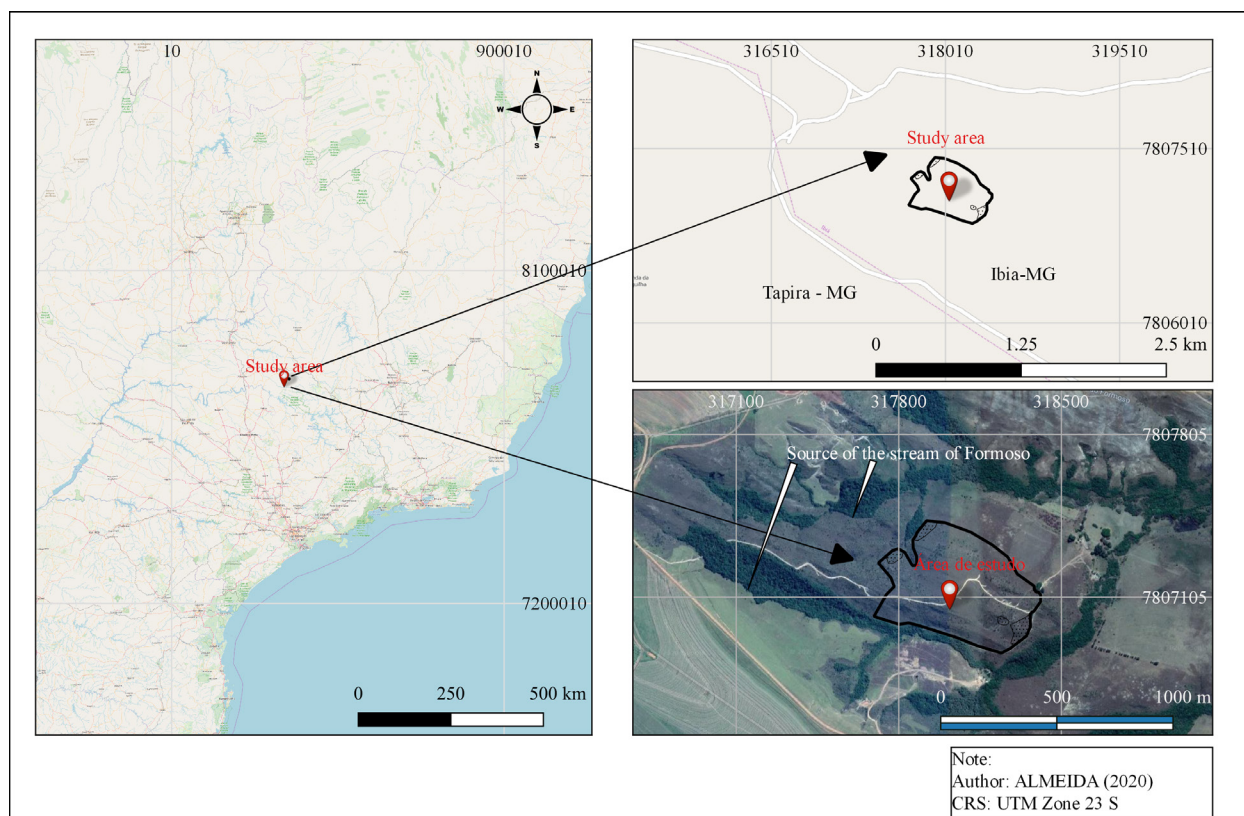 10
900010
N
W
E
S
8100010
Study area
7200010
0
250
500 km
316510
318010
319510
Study area
7807510
Ibia-MG
Tapira - MG
7806010
0
1.25
2.5 km
317100
317800
318500
7807805
Source of the stream of Formoso
Área de estudo
7807105
0
500
1000 m
Note:
Author: ALMEIDA (2020)
CRS: UTM Zone 23 S